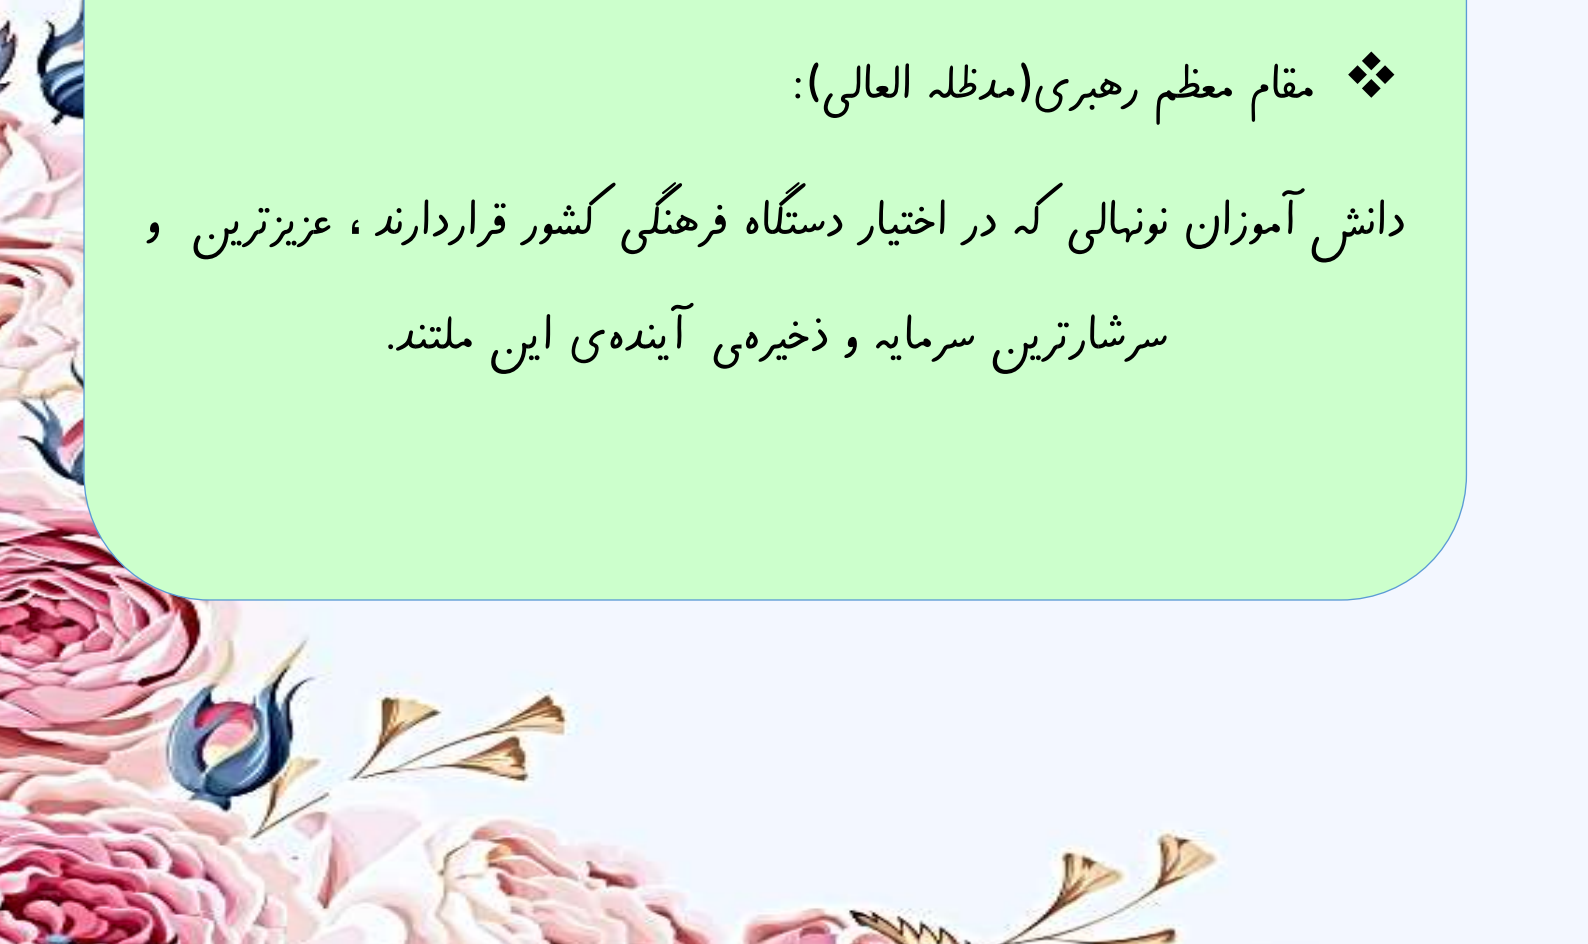 ❖ مقام معظم رهبری(مدظله العالی):
دانش آموزان نونهالی که در اختیار دستگاه فرهنگی کشور قراردارند ، عزیزترین و
سرشارترین سرمایه و ذخیره‌ی آینده‌ی این ملتند.